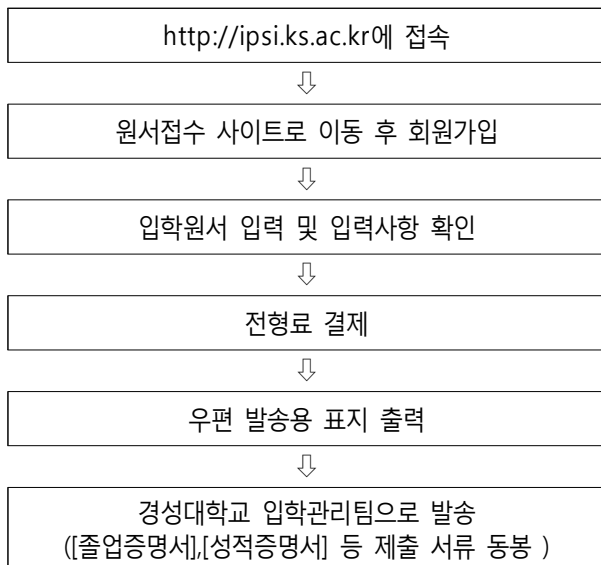 http://ipsi.ks.ac.kr에 접속
⇩
원서접수 사이트로 이동 후 회원가입
⇩
입학원서 입력 및 입력사항 확인
⇩
전형료 결제
⇩
우편 발송용 표지 출력
⇩
경성대학교 입학관리팀으로 발송
([졸업증명서],[성적증명서] 등 제출 서류 동봉 )